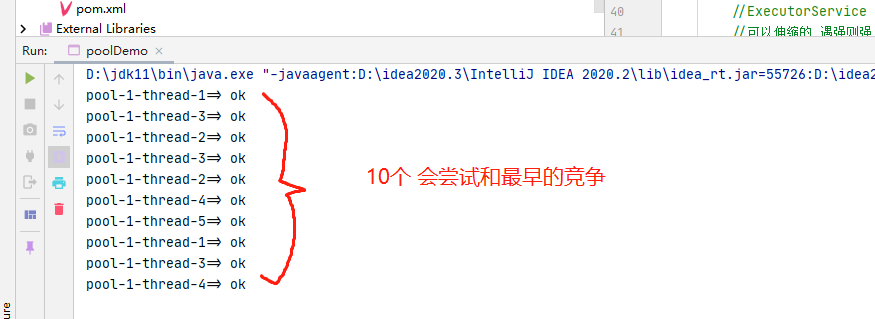 pom.xml
External Libraries
40
//ExecutorService
41
//可以伸缩的 遇强则强
Run: poolDemo ×
D:\jdk11\bin\java.exe "-javaagent:D:\idea2020.3\IntelliJ IDEA 2020.2\lib\idea_rt.jar=55726:D:\idea2
pool-1-thread-1=> ok
pool-1-thread-3=> ok
pool-1-thread-2=> ok
pool-1-thread-3=> ok
pool-1-thread-2=> ok
pool-1-thread-4=> ok
pool-1-thread-5=> ok
pool-1-thread-1=> ok
pool-1-thread-3=> ok
pool-1-thread-4=> ok
10个 会尝试和最早的竞争
ure